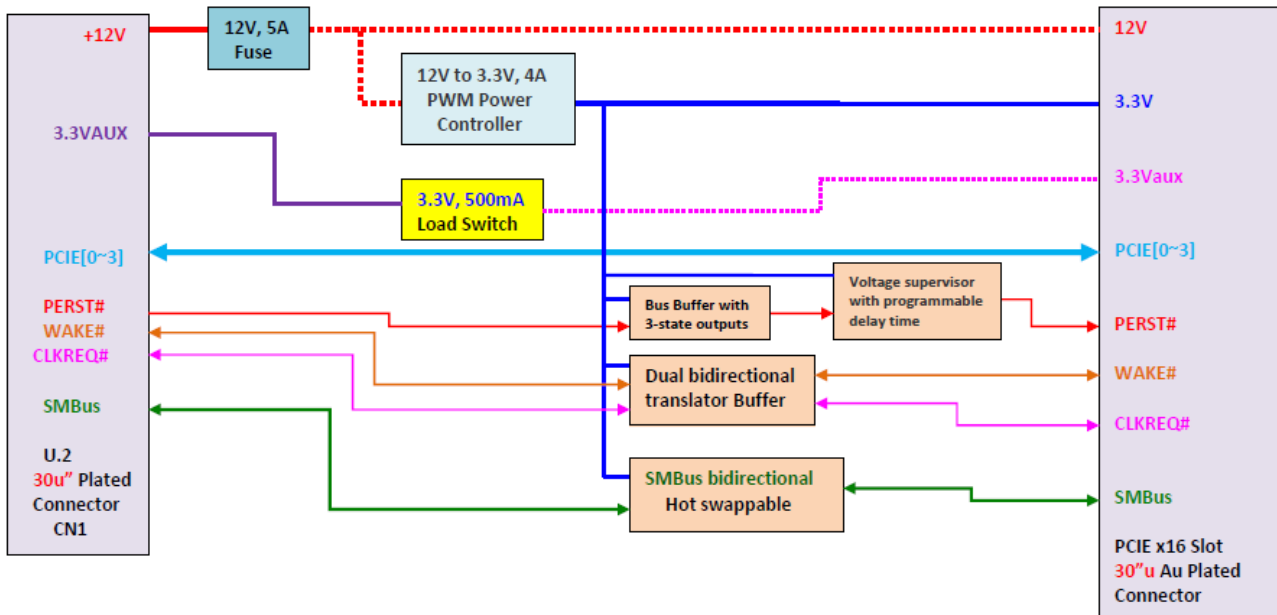 +12V
3.3VAUX
PCIE[0~3]
PERST#
WAKE#
CLKREQ#
SMBus
U.2
30u” Plated
Connector
CN1
12V, 5A
Fuse
12V to 3.3V, 4A
PWM Power
Controller
3.3V, 500mA
Load Switch
Bus Buffer with
3-state outputs
Voltage supervisor
with programmable
delay time
Dual bidirectional
translator Buffer
SMBus bidirectional
Hot swappable
12V
3.3V
3.3Vaux
PCIE[0~3]
PERST#
WAKE#
CLKREQ#
SMBus
PCIE x16 Slot
30”u Au Plated
Connector